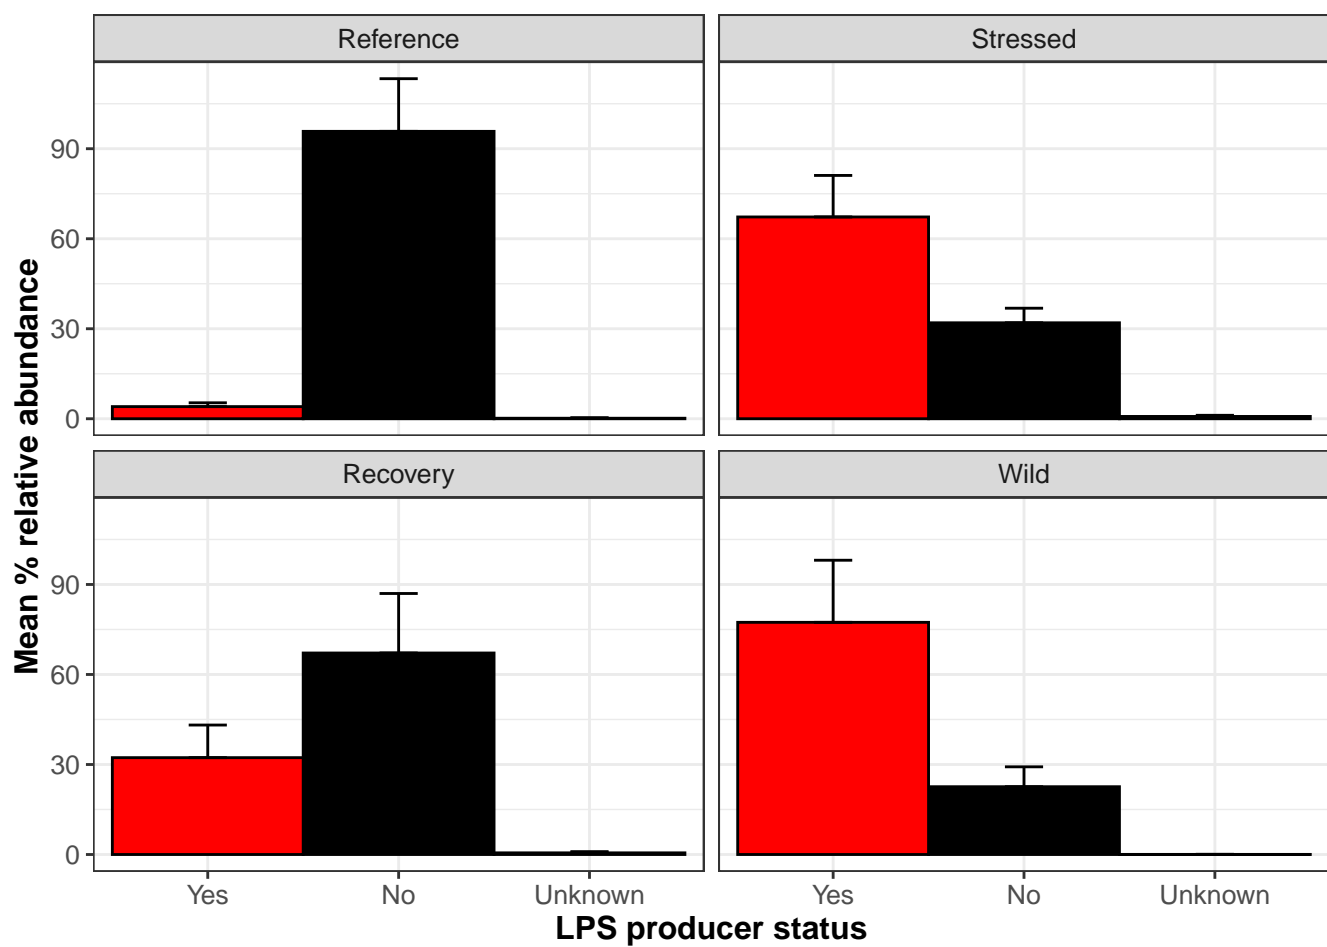 Reference
Stressed
90
60
30
0
Recovery
Wild
90
60
30
0
Mean % relative abundance
Yes No Unknown
Yes No Unknown
LPS producer status